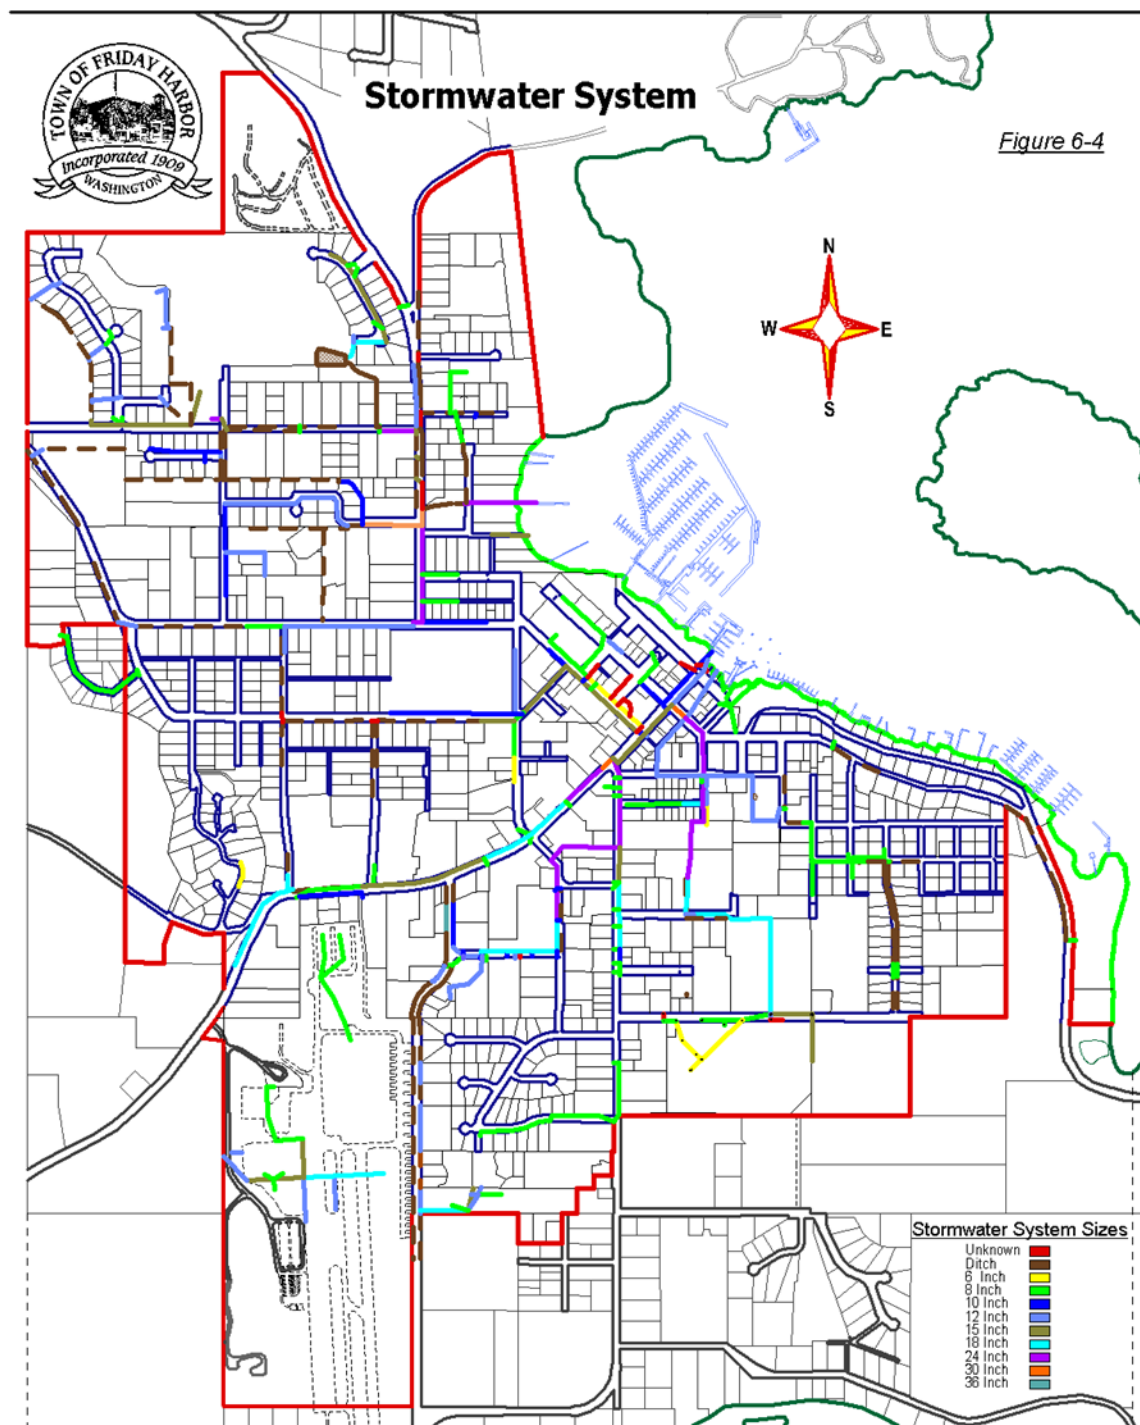 TOWN OF FRIDAY HARBOR
Incorporated 1909
WASHINGTON
Stormwater System
Figure 6-4
N
W E
S
Stormwater System Sizes
Unknown
Ditch
6 Inch
8 Inch
10 Inch
12 Inch
15 Inch
18 Inch
24 Inch
30 Inch
36 Inch